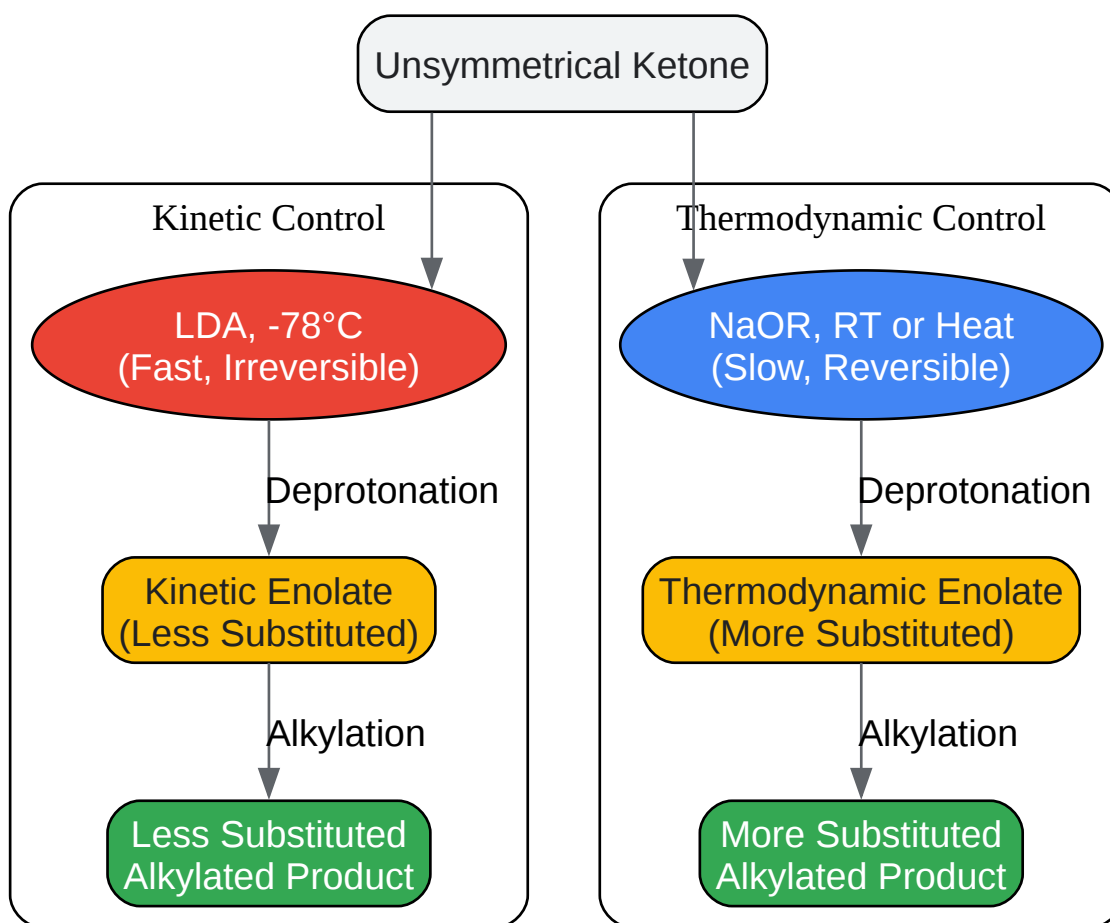 Unsymmetrical Ketone
Kinetic Control
LDA, -78°C
(Fast, Irreversible)
Deprotonation
Kinetic Enolate
(Less Substituted)
Alkylation
Less Substituted
Alkylated Product
Thermodynamic Control
NaOR, RT or Heat
(Slow, Reversible)
Deprotonation
Thermodynamic Enolate
(More Substituted)
Alkylation
More Substituted
Alkylated Product